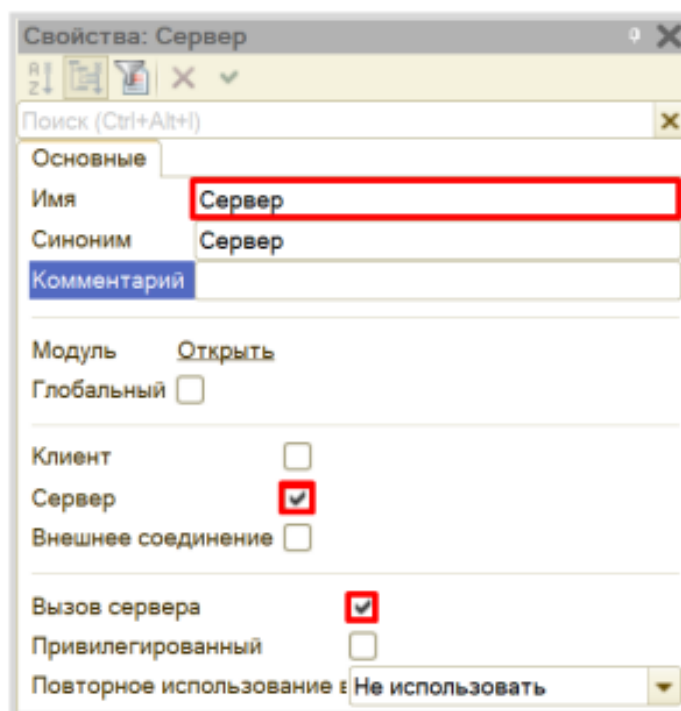 Свойства: Сервер
Поиск (Ctrl+Alt+I)
Основные
Имя Сервер
Синоним Сервер
Комментарий
Модуль Открыть
Глобальный
Клиент
Сервер
Внешнее соединение
Вызов сервера
Привилегированный
Повторное использование в Не использовать